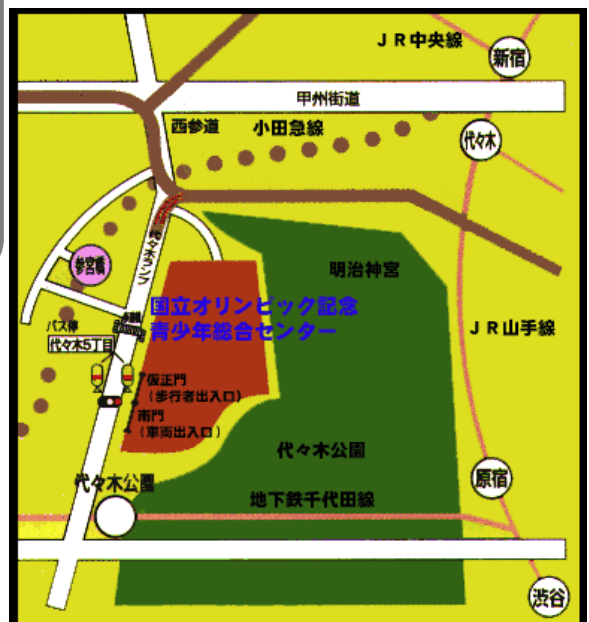 JR中央線
新宿
甲州街道
西参道
小田急線
代々木
代々木ランプ
参宮橋
明治神宮
国立オリンピック記念
青少年総合センター
JR山手線
バス停
代々木5丁目
仮正門
(歩行者出入口)
南門
(車両出入口)
代々木公園
代々木公園
原宿
地下鉄千代田線
渋谷